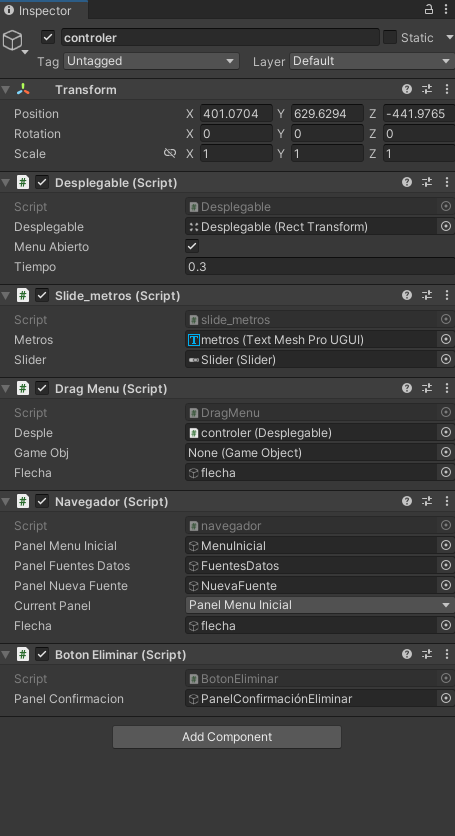 Inspector
controler Static
Tag Untagged Layer Default
Transform
Position X 401.0704 Y 629.6294 Z -441.9765
Rotation X 0 Y 0 Z 0
Scale X 1 Y 1 Z 1
# Desplegable (Script)
Script # Desplegable
Desplegable Desplegable (Rect Transform)
Menu Abierto
Tiempo 0.3
# Slide_metros (Script)
Script # slide_metros
Metros T metros (Text Mesh Pro UGUI)
Slider Slider (Slider)
# Drag Menu (Script)
Script # DragMenu
Desple # controler (Desplegable)
Game Obj None (Game Object)
Flecha flecha
# Navegador (Script)
Script # navegador
Panel Menu Inicial MenuInicial
Panel Fuentes Datos FuentesDatos
Panel Nueva Fuente NuevaFuente
Current Panel Panel Menu Inicial
Flecha flecha
# Boton Eliminar (Script)
Script # BotonEliminar
Panel Confirmacion PanelConfirmaciónEliminar
Add Component